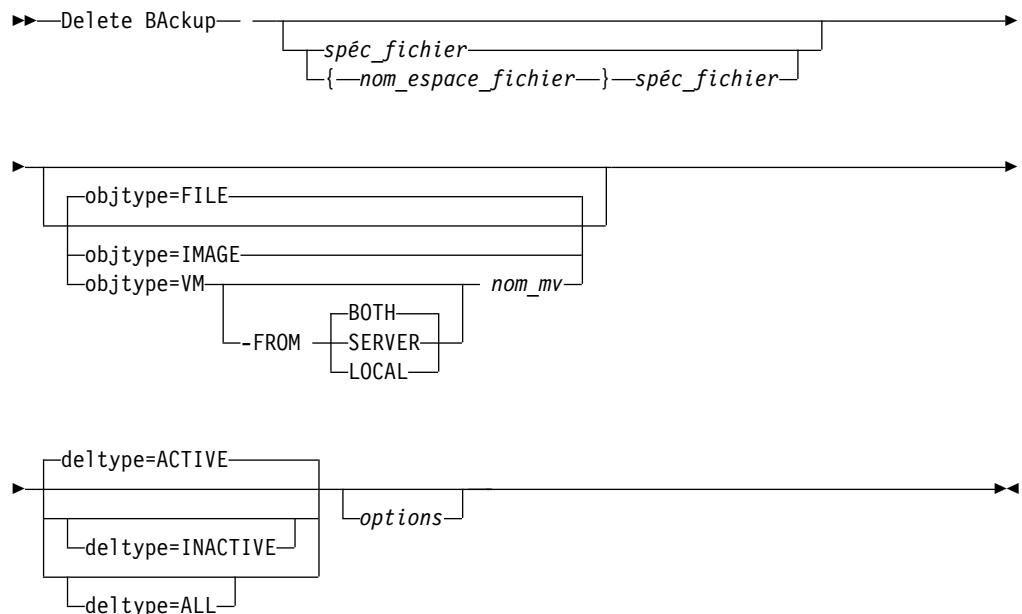 Delete BAckup
spéc_fichier
{ nom_espace_fichier } spéc_fichier
objtype=FILE
objtype=IMAGE
objtype=VM nom_mv
BOTH
-FROM SERVER
LOCAL
deltype=ACTIVE
options
deltype=INACTIVE
deltype=ALL